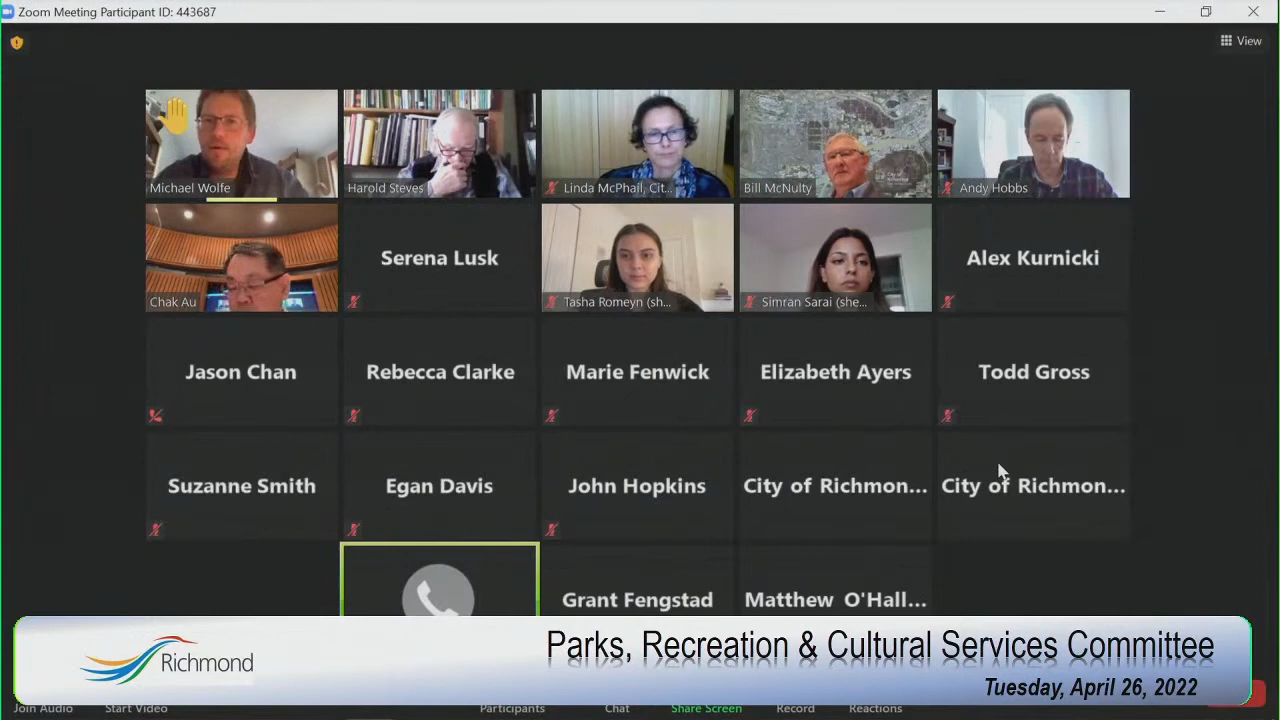 Zoom Meeting Participant ID: 443687
View
Michael Wolfe
Harold Steves
Linda McPhail, Cit...
Bill McNulty
Andy Hobbs
Chak Au
Serena Lusk
Tasha Romeyn (sh...
Simran Sarai (she...
Alex Kurnicki
Jason Chan
Rebecca Clarke
Marie Fenwick
Elizabeth Ayers
Todd Gross
Suzanne Smith
Egan Davis
John Hopkins
City of Richmon...
City of Richmon...
Grant Fengstad
Matthew O'Hall...
Richmond
Parks, Recreation & Cultural Services Committee
Tuesday, April 26, 2022
Join Audio
Start Video
Participants
Chat
Share Screen
Record
Reactions